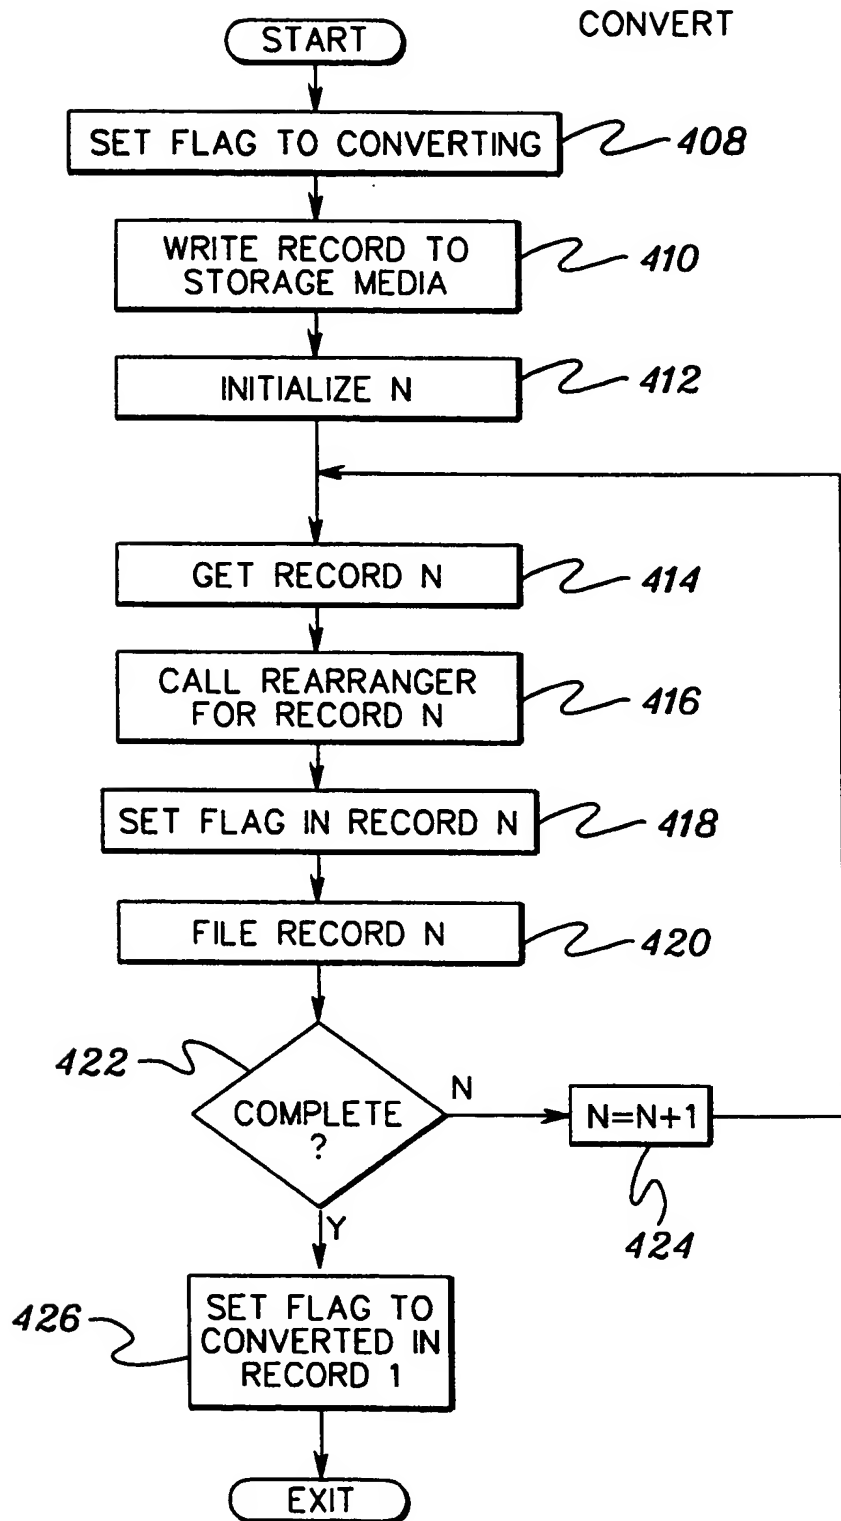 CONVERT
START
SET FLAG TO CONVERTING
408
WRITE RECORD TO
STORAGE MEDIA
410
INITIALIZE N
412
GET RECORD N
414
CALL REARRANGER
FOR RECORD N
416
SET FLAG IN RECORD N
418
FILE RECORD N
420
422
COMPLETE
?
N
N=N+1
424
Y
426
SET FLAG TO
CONVERTED IN
RECORD 1
EXIT